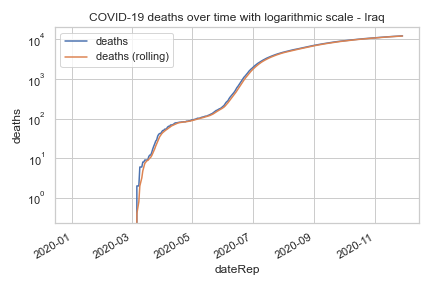 COVID-19 deaths over time with logarithmic scale - Iraq
deaths
deaths (rolling)
10⁴
10³
10²
10¹
10⁰
deaths
2020-01
2020-03
2020-05
2020-07
2020-09
2020-11
dateRep